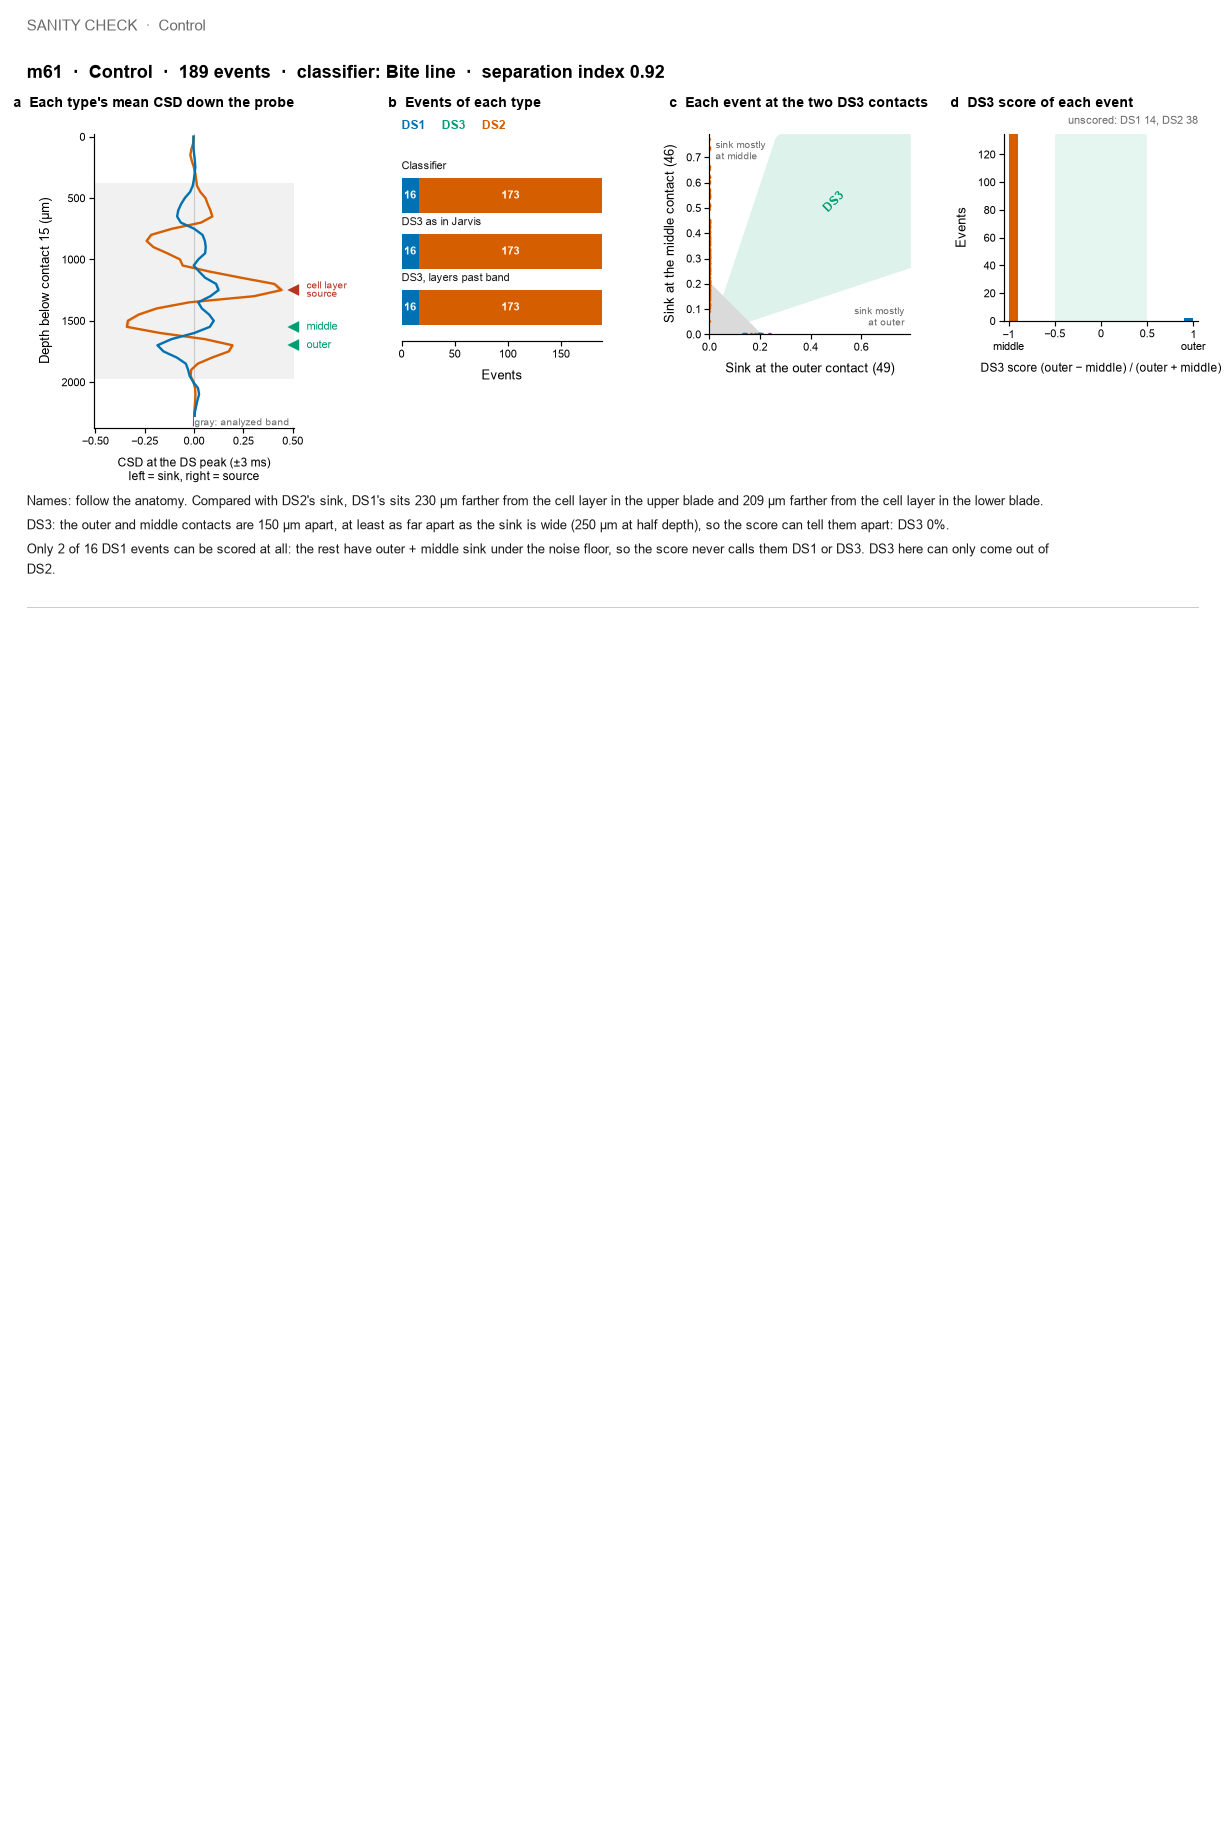 SANITY CHECK · Control
m61 · Control · 189 events · classifier: Bite line · separation index 0.92
a Each type's mean CSD down the probe
0
500
1000
1500
2000
Depth below contact 15 (µm)
cell layer
source
middle
outer
gray: analyzed band
−0.50 −0.25 0.00 0.25 0.50
CSD at the DS peak (±3 ms)
left = sink, right = source
b Events of each type
DS1 DS3 DS2
Classifier
16 173
DS3 as in Jarvis
16 173
DS3, layers past band
16 173
0 50 100 150
Events
c Each event at the two DS3 contacts
sink mostly
at middle
DS3
sink mostly
at outer
0.7
0.6
0.5
0.4
0.3
0.2
0.1
0.0
Sink at the middle contact (46)
0.0 0.2 0.4 0.6
Sink at the outer contact (49)
d DS3 score of each event
unscored: DS1 14, DS2 38
120
100
80
60
40
20
0
Events
−1 −0.5 0 0.5 1
middle outer
DS3 score (outer − middle) / (outer + middle)
Names: follow the anatomy. Compared with DS2's sink, DS1's sits 230 µm farther from the cell layer in the upper blade and 209 µm farther from the cell layer in the lower blade.
DS3: the outer and middle contacts are 150 µm apart, at least as far apart as the sink is wide (250 µm at half depth), so the score can tell them apart: DS3 0%.
Only 2 of 16 DS1 events can be scored at all: the rest have outer + middle sink under the noise floor, so the score never calls them DS1 or DS3. DS3 here can only come out of
DS2.